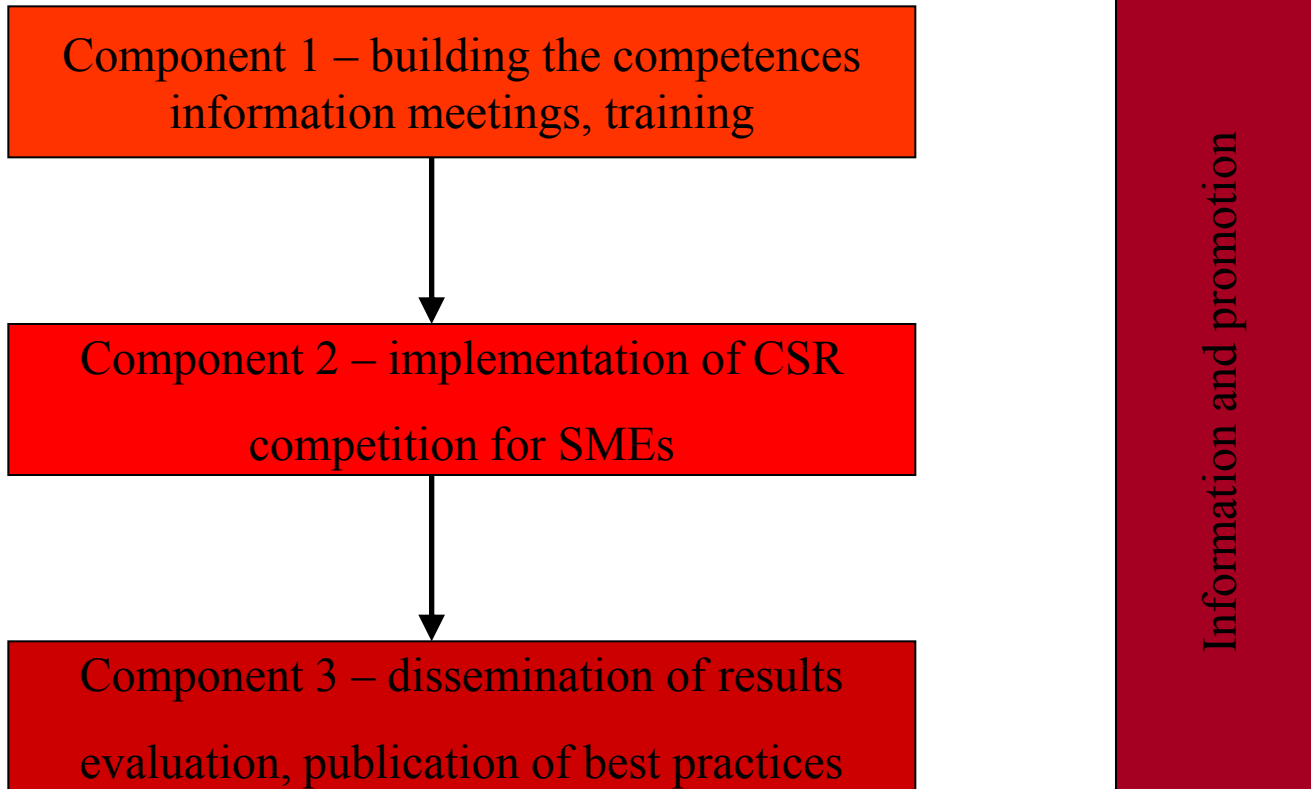 Component 1 – building the competences
information meetings, training
Component 2 – implementation of CSR
competition for SMEs
Component 3 – dissemination of results
evaluation, publication of best practices
Information and promotion